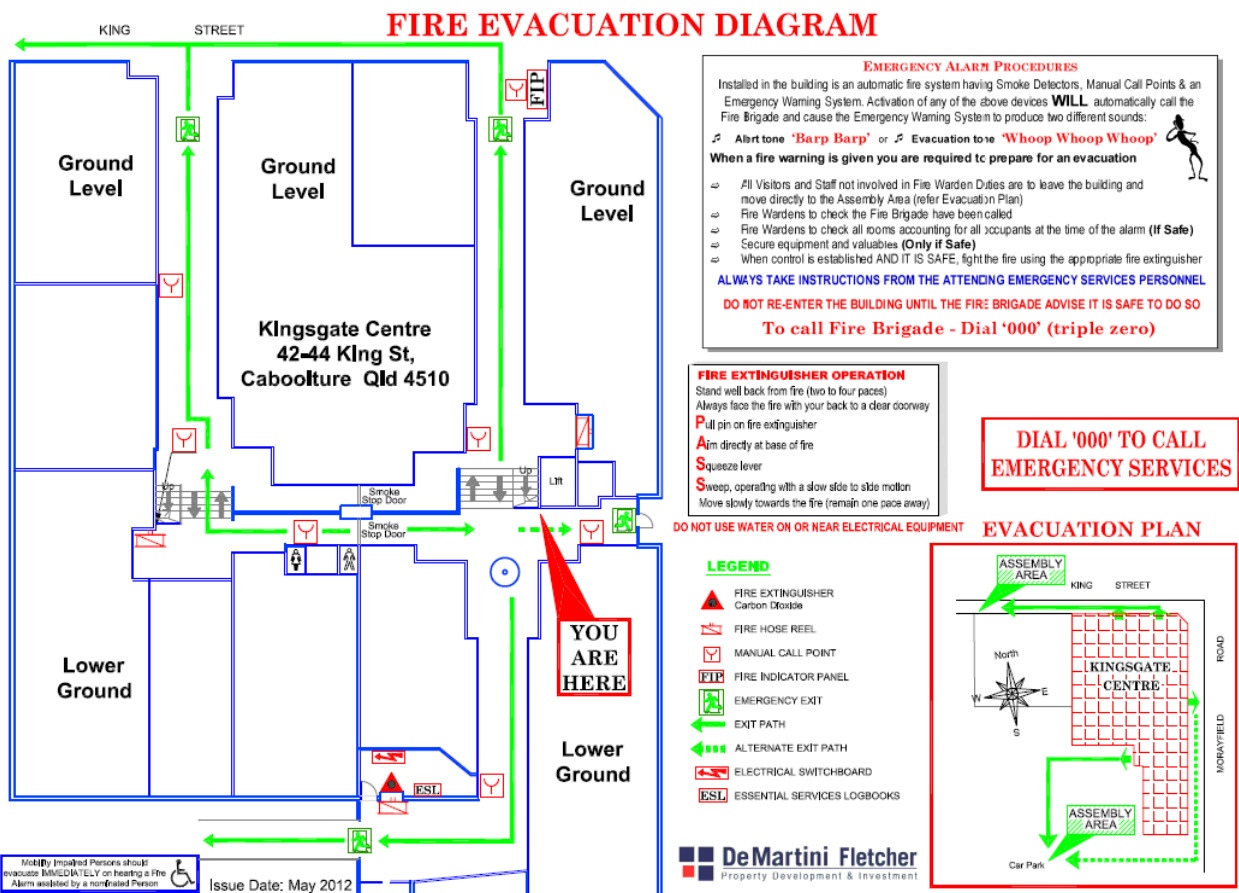 FIRE EVACUATION DIAGRAM
KING STREET
FIP
Ground
Level
Ground
Level
Ground
Level
KIngsgate Centre
42-44 KIng St,
Caboolture Qld 4510
Up
Up
Lift
Smoke
Stop Door
Smoke
Stop Door
YOU
ARE
HERE
Lower
Ground
Lower
Ground
ESL
Mobility Impaired Persons should
evacuate IMMEDIATELY on hearing a Fire
Alarm assisted by a nominated Person
Issue Date: May 2012
EMERGENCY ALARM PROCEDURES
Installed in the building is an automatic fire system having Smoke Detectors, Manual Call Points & an
Emergency Warning System. Activation of any of the above devices WILL automatically call the
Fire Brigade and cause the Emergency Warning System to produce two different sounds:
♫ Alert tone ‘Barp Barp’ or ♫ Evacuation tone ‘Whoop Whoop Whoop’
When a fire warning is given you are required to prepare for an evacuation
⇨ All Visitors and Staff not involved in Fire Warden Duties are to leave the building and
move directly to the Assembly Area (refer Evacuation Plan)
⇨ Fire Wardens to check the Fire Brigade have been called
⇨ Fire Wardens to check all rooms accounting for all occupants at the time of the alarm (If Safe)
⇨ Secure equipment and valuables (Only if Safe)
⇨ When control is established AND IT IS SAFE, fight the fire using the appropriate fire extinguisher
ALWAYS TAKE INSTRUCTIONS FROM THE ATTENDING EMERGENCY SERVICES PERSONNEL
DO NOT RE-ENTER THE BUILDING UNTIL THE FIRE BRIGADE ADVISE IT IS SAFE TO DO SO
To call Fire Brigade - Dial ‘000’ (triple zero)
FIRE EXTINGUISHER OPERATION
Stand well back from fire (two to four paces)
Always face the fire with your back to a clear doorway
Pull pin on fire extinguisher
Aim directly at base of fire
Squeeze lever
Sweep, operating with a slow side to side motion
Move slowly towards the fire (remain one pace away)
DO NOT USE WATER ON OR NEAR ELECTRICAL EQUIPMENT
DIAL '000' TO CALL
EMERGENCY SERVICES
LEGEND
FIRE EXTINGUISHER
Carbon Dioxide
FIRE HOSE REEL
MANUAL CALL POINT
FIP FIRE INDICATOR PANEL
EMERGENCY EXIT
EXIT PATH
ALTERNATE EXIT PATH
ELECTRICAL SWITCHBOARD
ESL ESSENTIAL SERVICES LOGBOOKS
De Martini Fletcher
Property Development & Investment
EVACUATION PLAN
ASSEMBLY
AREA
KING STREET
North
W E
S
KINGSGATE
CENTRE
ROAD
MORAYFIELD
ASSEMBLY
AREA
Car Park